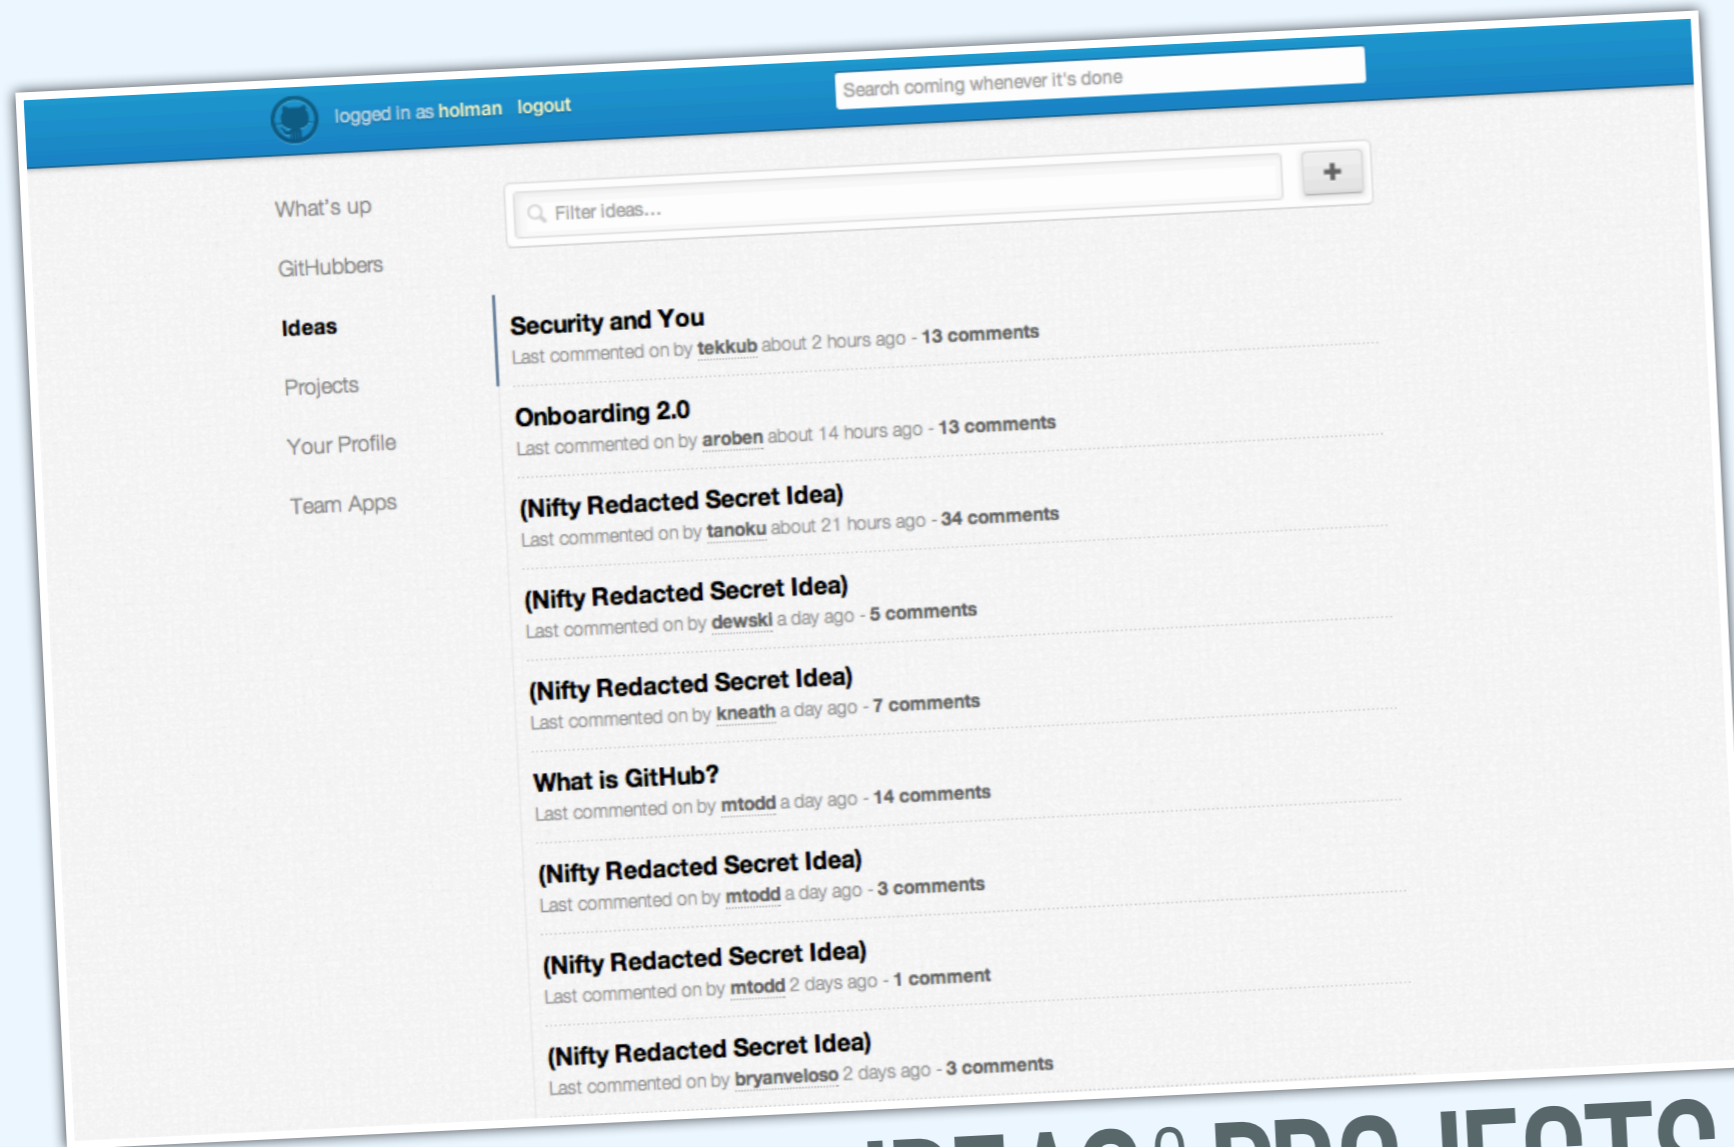 logged in as holman logout
Search coming whenever it's done
Filter ideas...
What's up
GitHubbers
Ideas
Projects
Your Profile
Team Apps
Security and You
Last commented on by tekkub about 2 hours ago - 13 comments
Onboarding 2.0
Last commented on by aroben about 14 hours ago - 13 comments
(Nifty Redacted Secret Idea)
Last commented on by tanoku about 21 hours ago - 34 comments
(Nifty Redacted Secret Idea)
Last commented on by dewski a day ago - 5 comments
(Nifty Redacted Secret Idea)
Last commented on by kneath a day ago - 7 comments
What is GitHub?
Last commented on by mtodd a day ago - 14 comments
(Nifty Redacted Secret Idea)
Last commented on by mtodd a day ago - 3 comments
(Nifty Redacted Secret Idea)
Last commented on by mtodd 2 days ago - 1 comment
(Nifty Redacted Secret Idea)
Last commented on by bryanveloso 2 days ago - 3 comments